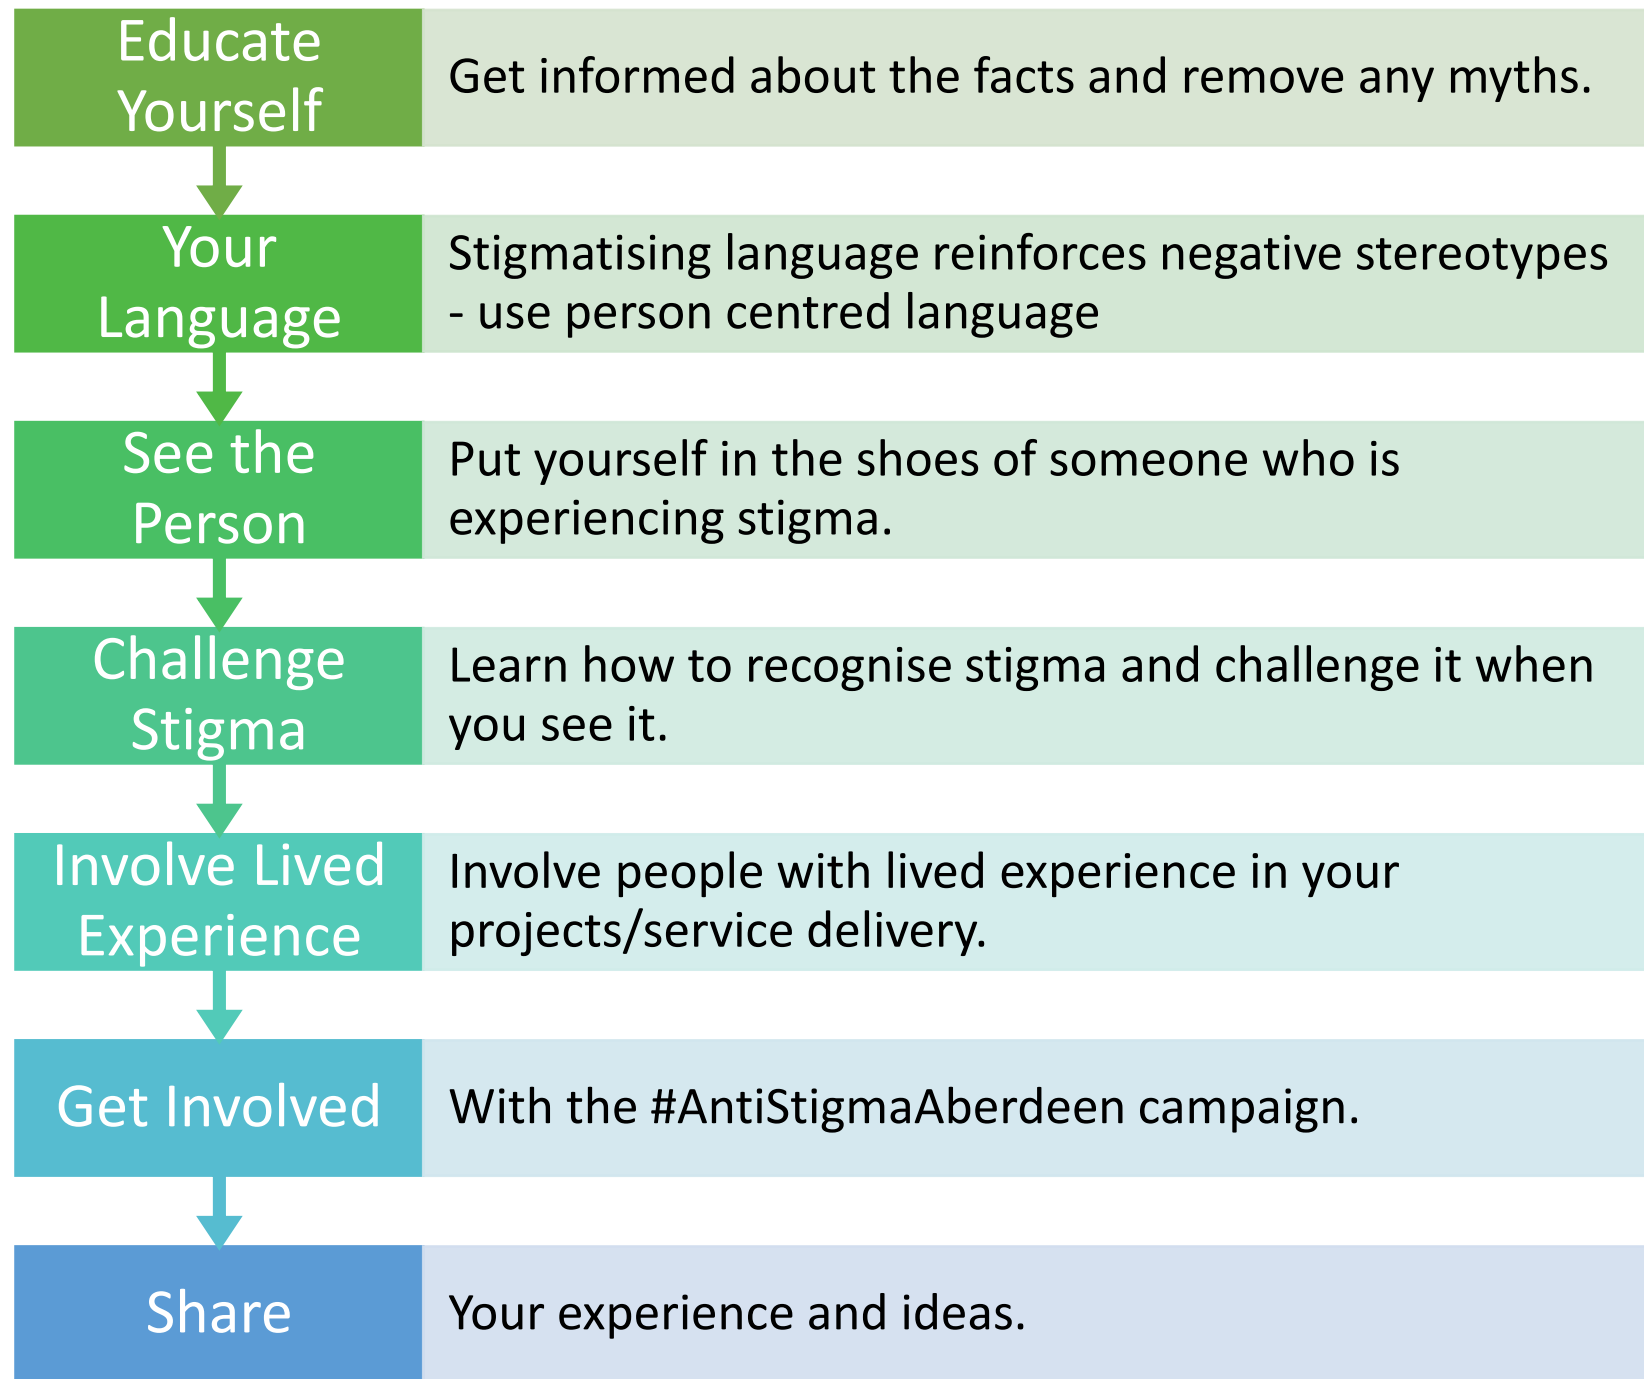 Educate
Yourself
Get informed about the facts and remove any myths.
Your
Language
Stigmatising language reinforces negative stereotypes
- use person centred language
See the
Person
Put yourself in the shoes of someone who is
experiencing stigma.
Challenge
Stigma
Learn how to recognise stigma and challenge it when
you see it.
Involve Lived
Experience
Involve people with lived experience in your
projects/service delivery.
Get Involved
With the #AntiStigmaAberdeen campaign.
Share
Your experience and ideas.